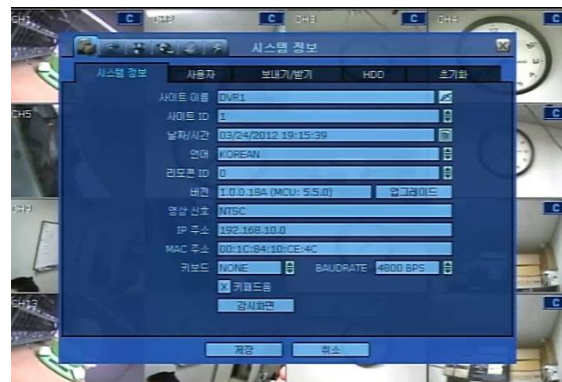 CH2
C
C
CH3
C
CH4
C
시스템 정보
시스템 정보
사용자
보내기/받기
HDD
초기화
사이트 이름
DVR1
사이트 ID
1
날짜/시간
03/24/2012 19:15:39
언어
KOREAN
리모콘 ID
0
버전
1.0.0.18A (MCU: 5.5.0)
업그레이드
영상 신호
NTSC
IP 주소
192.168.10.0
MAC 주소
00:1C:84:10:CE:4C
키보드
NONE
BAUDRATE
4800 BPS
X 키패드음
감시화면
저장
취소
CH5
C
CH9
C
CH13
C